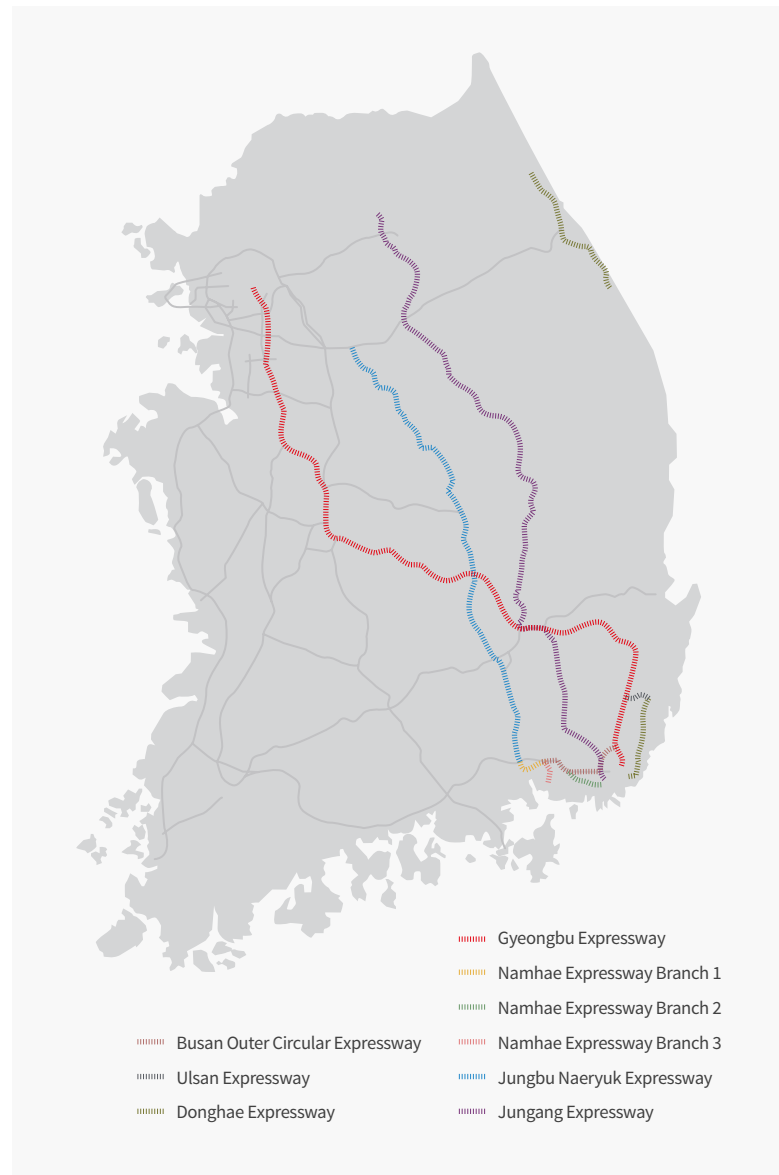 Gyeongbu Expressway
Namhae Expressway Branch 1
Namhae Expressway Branch 2
Busan Outer Circular Expressway
Namhae Expressway Branch 3
Ulsan Expressway
Jungbu Naeryuk Expressway
Donghae Expressway
Jungang Expressway